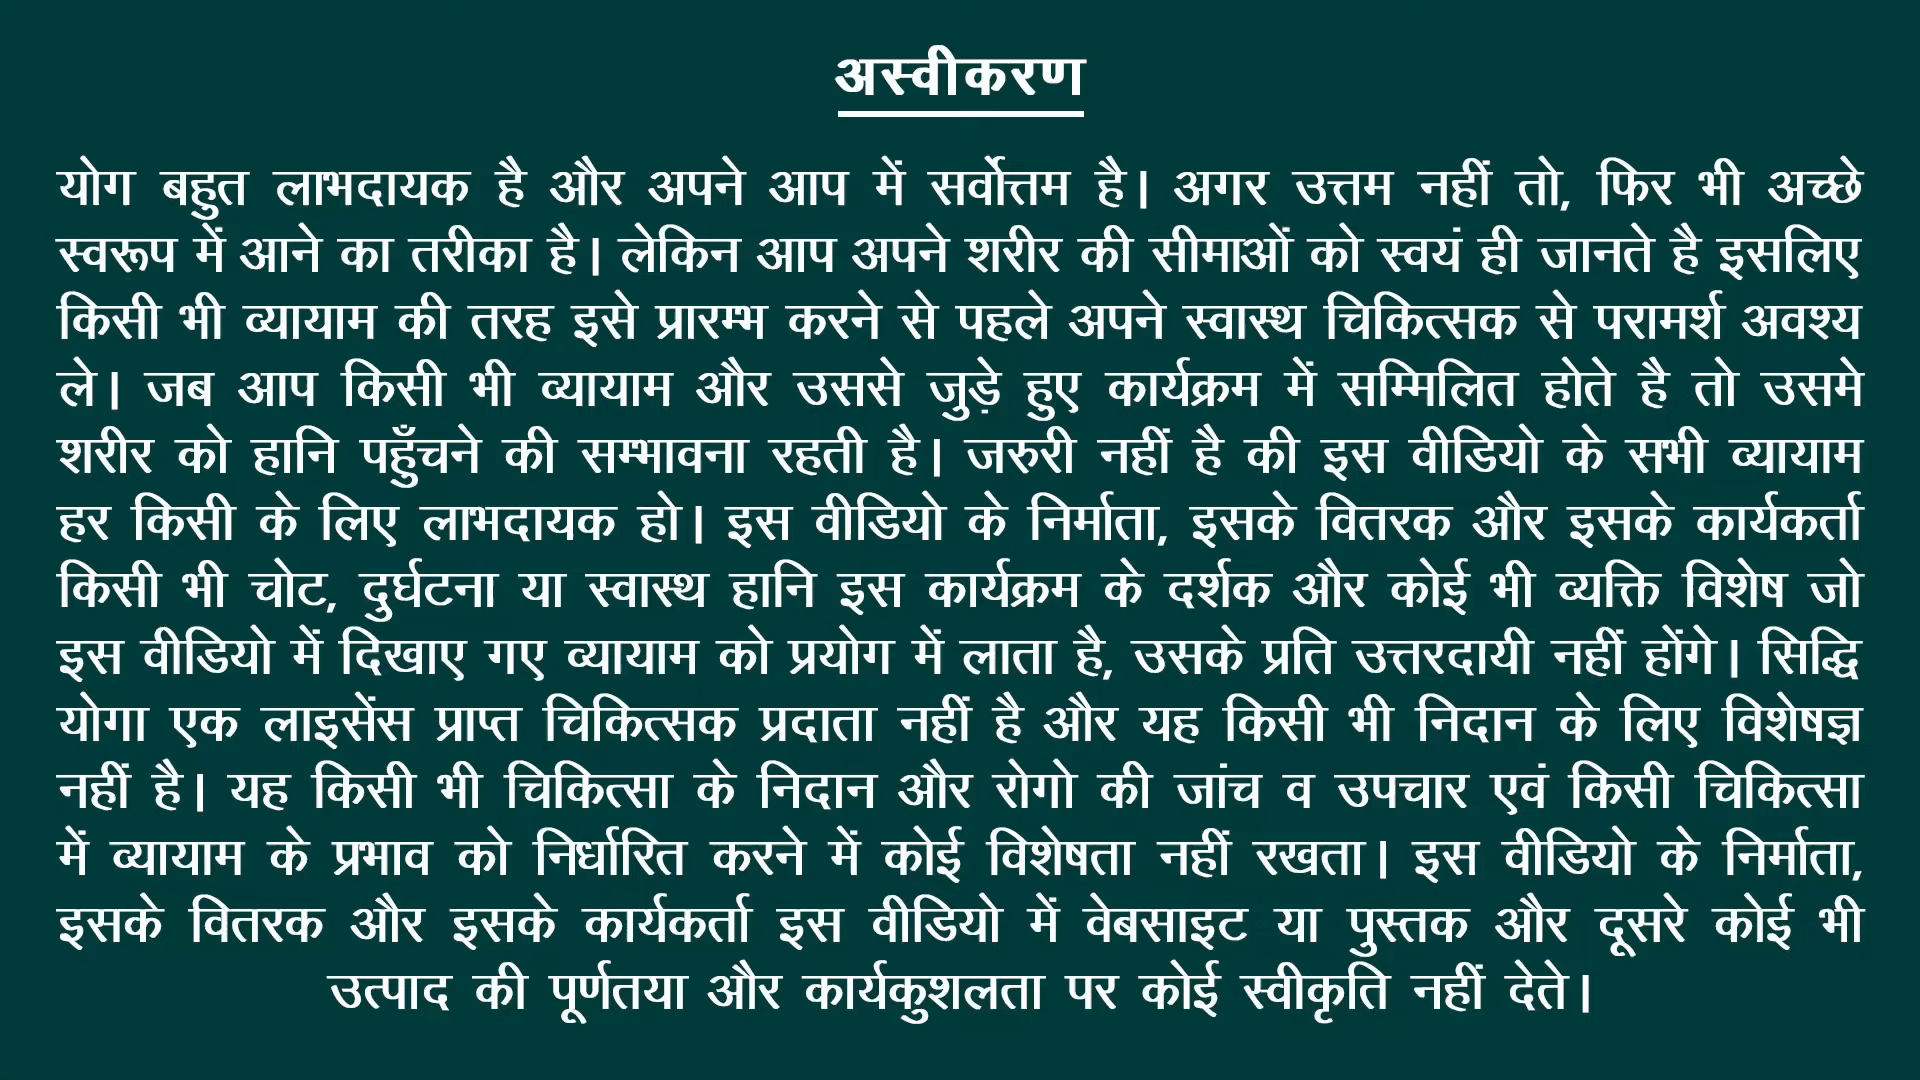 अस्वीकरण
योग बहुत लाभदायक है और अपने आप में सर्वोत्तम है। अगर उत्तम नहीं तो, फिर भी अच्छे
स्वरूप में आने का तरीका है। लेकिन आप अपने शरीर की सीमाओं को स्वयं ही जानते है इसलिए
किसी भी व्यायाम की तरह इसे प्रारम्भ करने से पहले अपने स्वास्थ चिकित्सक से परामर्श अवश्य
ले। जब आप किसी भी व्यायाम और उससे जुड़े हुए कार्यक्रम में सम्मिलित होते है तो उसमे
शरीर को हानि पहुँचने की सम्भावना रहती है। जरुरी नहीं है की इस वीडियो के सभी व्यायाम
हर किसी के लिए लाभदायक हो। इस वीडियो के निर्माता, इसके वितरक और इसके कार्यकर्ता
किसी भी चोट, दुर्घटना या स्वास्थ हानि इस कार्यक्रम के दर्शक और कोई भी व्यक्ति विशेष जो
इस वीडियो में दिखाए गए व्यायाम को प्रयोग में लाता है, उसके प्रति उत्तरदायी नहीं होंगे। सिद्धि
योगा एक लाइसेंस प्राप्त चिकित्सक प्रदाता नहीं है और यह किसी भी निदान के लिए विशेषज्ञ
नहीं है। यह किसी भी चिकित्सा के निदान और रोगो की जांच व उपचार एवं किसी चिकित्सा
में व्यायाम के प्रभाव को निर्धारित करने में कोई विशेषता नहीं रखता। इस वीडियो के निर्माता,
इसके वितरक और इसके कार्यकर्ता इस वीडियो में वेबसाइट या पुस्तक और दूसरे कोई भी
उत्पाद की पूर्णतया और कार्यकुशलता पर कोई स्वीकृति नहीं देते।